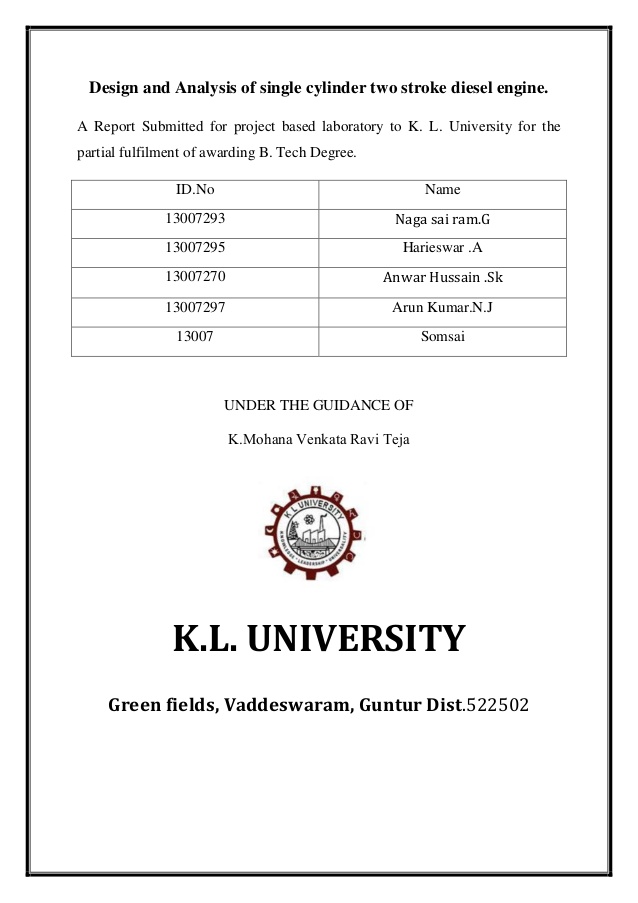 Design and Analysis of single cylinder two stroke diesel engine.
A Report Submitted for project based laboratory to K. L. University for the
partial fulfilment of awarding B. Tech Degree.
ID.No Name
13007293 Naga sai ram.G
13007295 Harieswar .A
13007270 Anwar Hussain .Sk
13007297 Arun Kumar.N.J
13007 Somsai
UNDER THE GUIDANCE OF
K.Mohana Venkata Ravi Teja
K L UNIVERSITY
KNOWLEDGE · LEADERSHIP · UNIVERSALITY
K.L. UNIVERSITY
Green fields, Vaddeswaram, Guntur Dist.522502